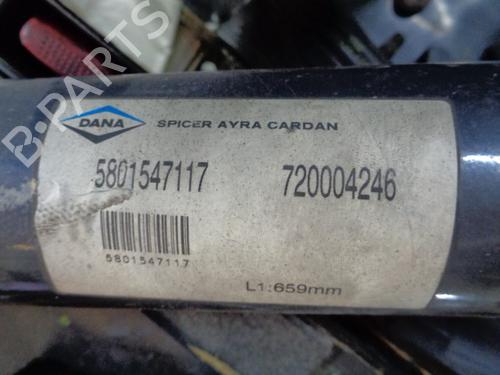 B-PARTS
DANA
SPICER AYRA CARDAN
5801547117 720004246
5801547117
L1:659mm